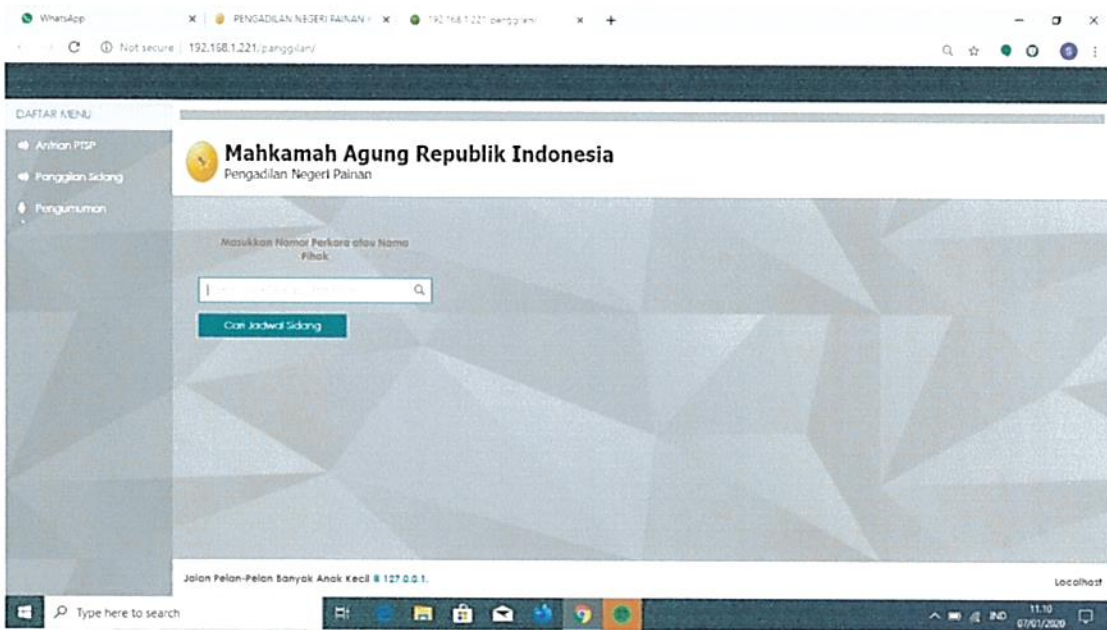 WhatsApp
PENGADILAN NEGERI PAINAN
192.168.1.221/panggilan/
Not secure
192.168.1.221/panggilan/
S
DAFTAR MENU
Antrian PTSP
Panggilan Sidang
Pengumuman
Mahkamah Agung Republik Indonesia
Pengadilan Negeri Painan
Masukkan Nomor Perkara atau Nama
Pihak
Cari Jadwal Sidang
Jalan Pelan-Pelan Banyak Anak Kecil
127.0.0.1.
Localhost
Type here to search
IND
11.10
07/01/2020